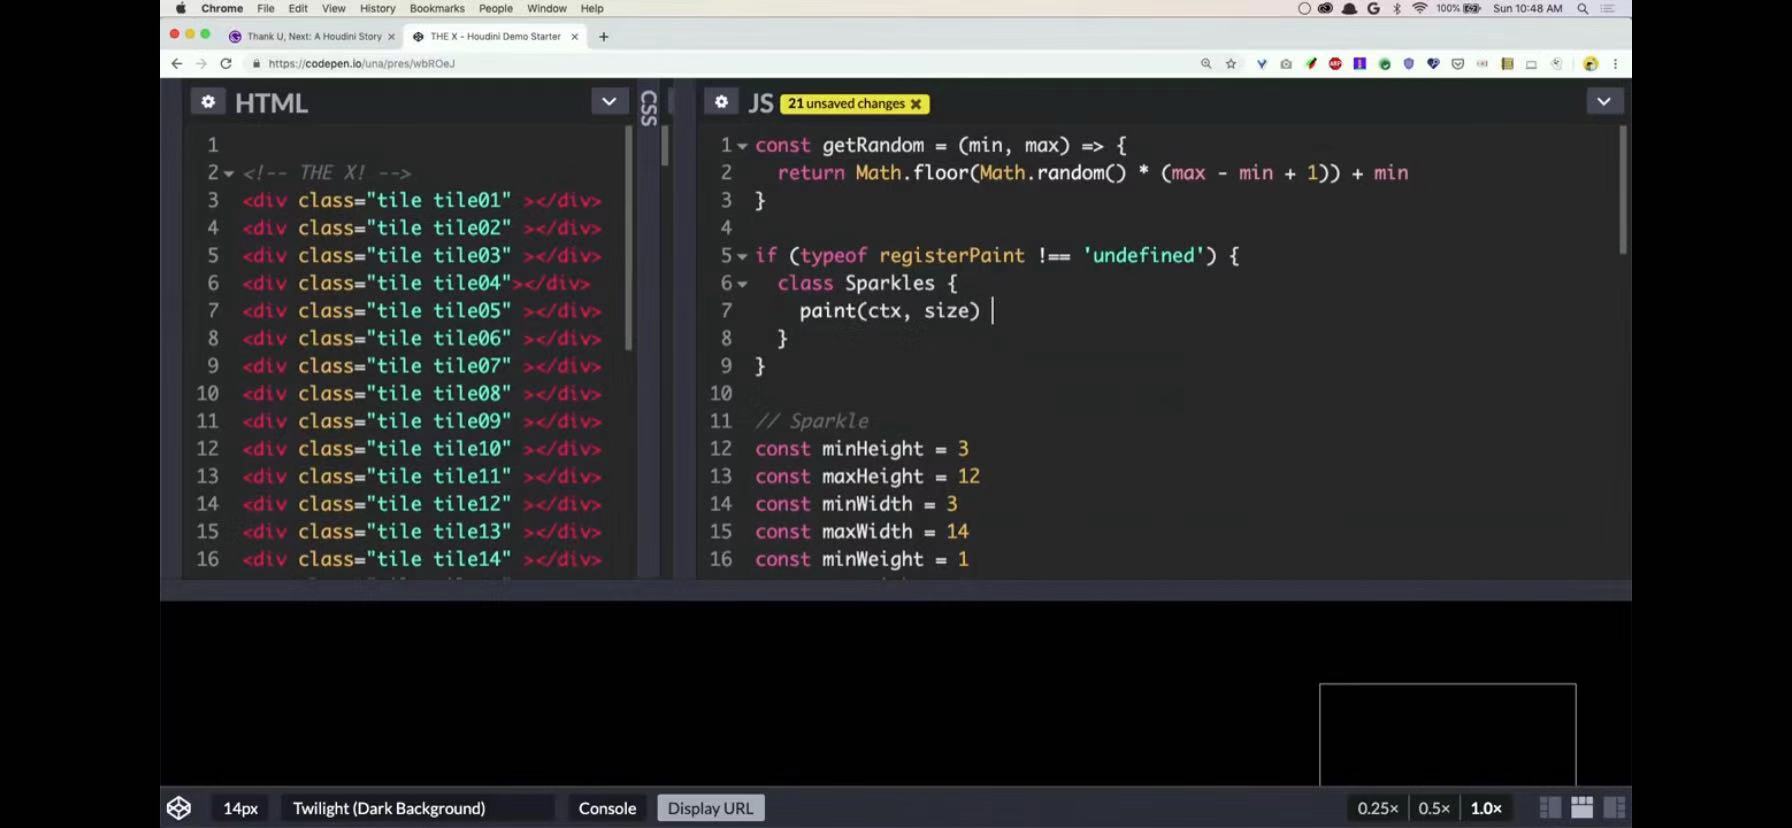 Chrome File Edit View History Bookmarks People Window Help
100% Sun 10:48 AM
Thank U, Next: A Houdini Story × THE X - Houdini Demo Starter × +
https://codepen.io/una/pres/wbROeJ
HTML
CSS
JS 21 unsaved changes ×
1
2 <!-- THE X! -->
3 <div class="tile tile01" ></div>
4 <div class="tile tile02" ></div>
5 <div class="tile tile03" ></div>
6 <div class="tile tile04"></div>
7 <div class="tile tile05" ></div>
8 <div class="tile tile06" ></div>
9 <div class="tile tile07" ></div>
10 <div class="tile tile08" ></div>
11 <div class="tile tile09" ></div>
12 <div class="tile tile10" ></div>
13 <div class="tile tile11" ></div>
14 <div class="tile tile12" ></div>
15 <div class="tile tile13" ></div>
16 <div class="tile tile14" ></div>
1 const getRandom = (min, max) => {
2 return Math.floor(Math.random() * (max - min + 1)) + min
3 }
4
5 if (typeof registerPaint !== 'undefined') {
6 class Sparkles {
7 paint(ctx, size)
8 }
9 }
10
11 // Sparkle
12 const minHeight = 3
13 const maxHeight = 12
14 const minWidth = 3
15 const maxWidth = 14
16 const minWeight = 1
14px Twilight (Dark Background) Console Display URL 0.25× 0.5× 1.0×